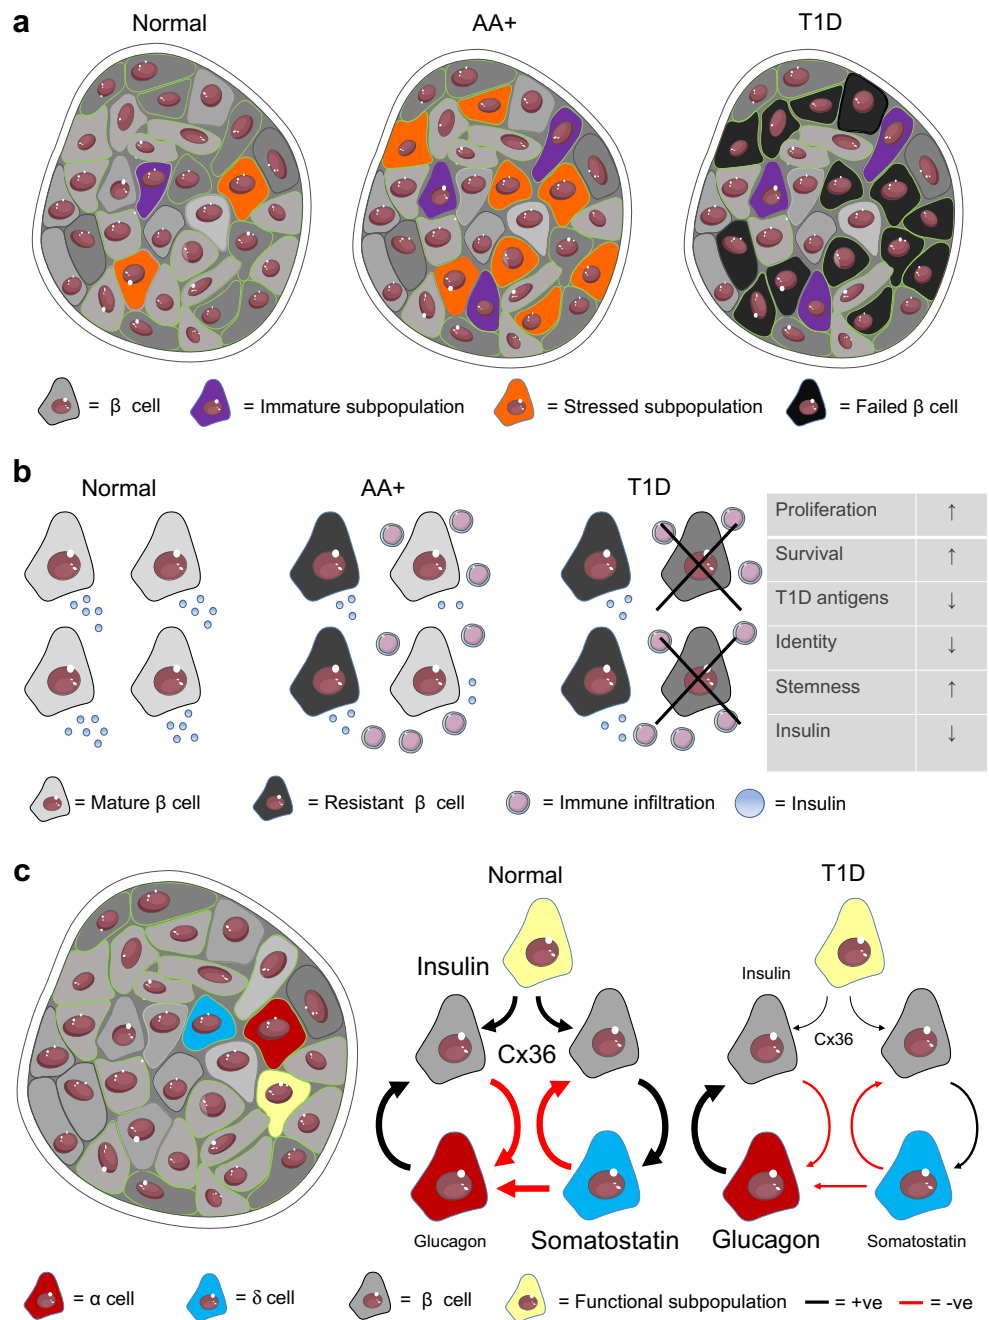 a
Normal
AA+
T1D
= β cell
= Immature subpopulation
= Stressed subpopulation
= Failed β cell
b
Normal
AA+
T1D
Proliferation ↑
Survival ↑
T1D antigens ↓
Identity ↓
Stemness ↑
Insulin ↓
= Mature β cell
= Resistant β cell
= Immune infiltration
= Insulin
c
Normal
T1D
Insulin
Cx36
Glucagon
Somatostatin
Insulin
Cx36
Glucagon
Somatostatin
= α cell
= δ cell
= β cell
= Functional subpopulation
= +ve
= -ve